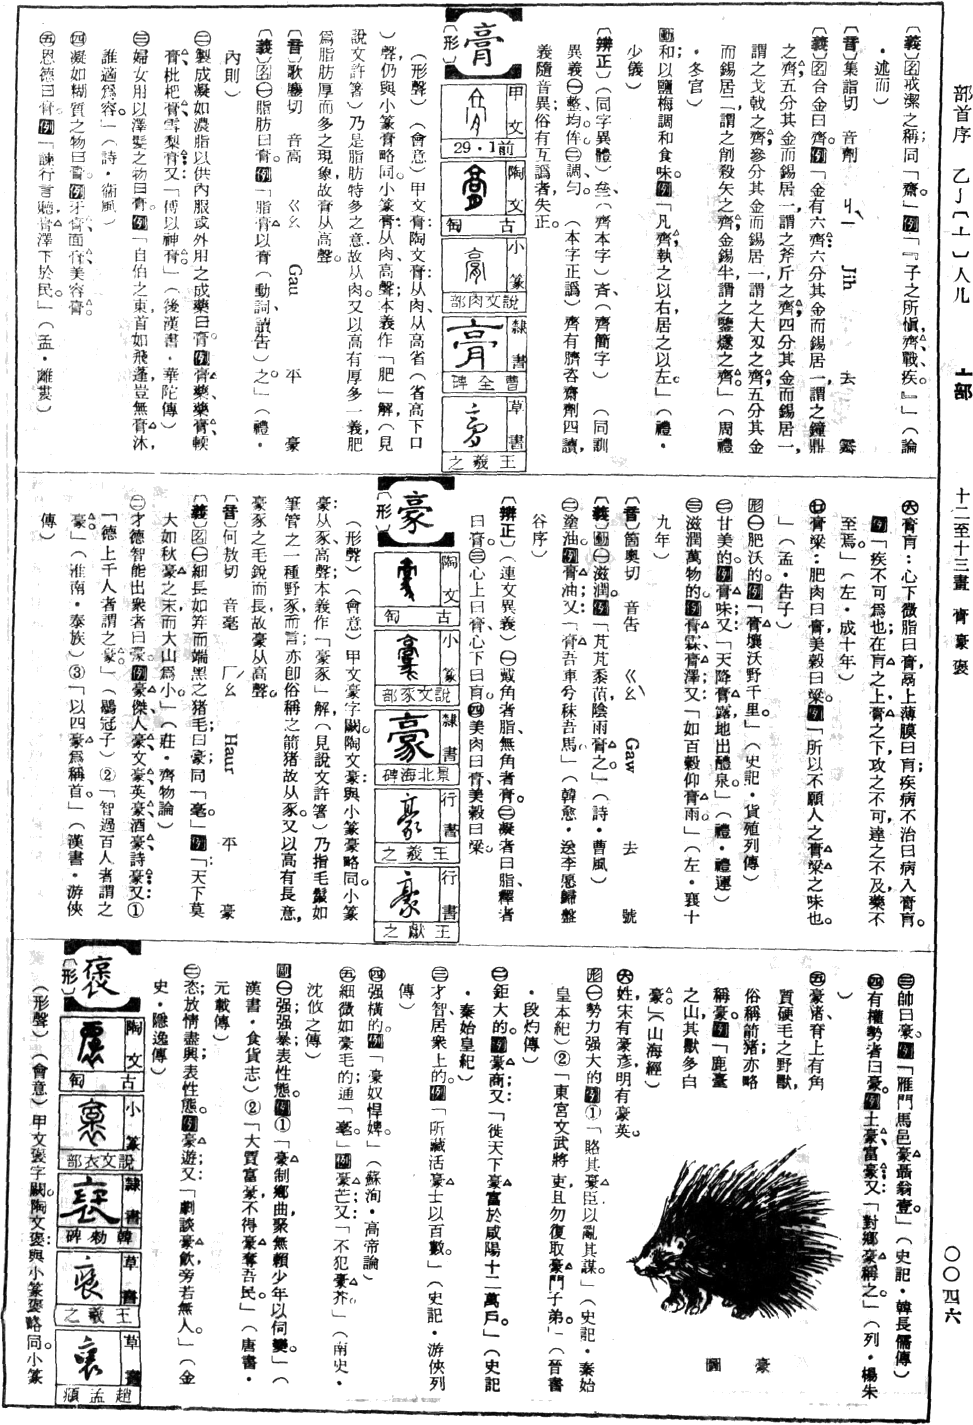 部首序 乙亅（亠）人儿 亠部 十二至十三畫 膏豪褒 〇〇四六
〔義〕㊁戒潔之稱;同「齋」。例「『子之所愼,齊、戰、疾。』」（論
・述而）
〔音〕集詣切 音劑 ㄐㄧˋ Jih 去 霽
〔義〕合金曰齊。例「金有六齊:六分其金而錫居一,謂之鐘鼎
之齊;五分其金而錫居一,謂之斧斤之齊;四分其金而錫居一,
謂之戈戟之齊;參分其金而錫居一,謂之大刃之齊;五分其金
而錫居二,謂之削殺矢之齊;金錫半,謂之鑒燧之齊。」（周禮
・冬官）
動和;以鹽梅調和食味。例「凡齊,執之以右,居之以左。」（禮・
少儀）
〔辨正〕（同字異體）亝、（齊本字）斉、（齊簡字） （同訓
異義）㊀整、均、侔。㊁調、勻。 （本字正譌）齊有臍咨齋劑四讀,
義隨音異;俗有互譌者,失正。
〔形〕膏
甲文 前1・29
陶文 古匋
小篆 說文肉部
隸書 曹全碑
草書 王羲之
（形聲）（會意）甲文膏:陶文膏从肉、从高省（省高下口
）聲,仍與小篆膏略同。小篆膏:从肉,高聲;本義作「肥」解,（見
說文許箸）乃是脂肪特多之意,故从肉。又以高有厚多一義,肥
爲脂肪厚而多之現象,故膏从高聲。
〔音〕歌鏖切 音高 ㄍㄠ Gau 平 豪
〔義〕名㊀脂肪曰膏。例「脂膏以膏（動詞,讀告）之。」（禮・
內則）
㊁製成凝如濃脂以供內服或外用之成藥曰膏。例膏藥、藥膏、軟
膏、枇杷膏、雪梨膏;又「傅以神膏」（後漢書・華陀傳）
㊂婦女用以澤髮之物曰膏。例「自伯之東,首如飛蓬;豈無膏沐,
誰適爲容。」（詩・衞風）
㊃凝如糊質之物曰膏。例牙膏、面膏、美容膏。
㊄恩德曰膏。例「諫行言聽,膏澤下於民。」（孟・離婁）
㊅膏肓:心下微脂曰膏,鬲上薄膜曰肓;疾病不治曰病入膏肓。
例「疾不可爲也,在肓之上,膏之下,攻之不可,達之不及,藥不
至焉。」（左・成十年）
㊆膏粱:肥肉曰膏,美穀曰粱。例「所以不願人之膏粱之味也。
」（孟・告子）
形㊀肥沃的。例「膏壤沃野千里。」（史記・貨殖列傳）
㊁甘美的。例膏味;又「天降膏露,地出醴泉。」（禮・禮運）
㊂滋潤萬物的。例膏霖、膏澤;又「如百穀仰膏雨。」（左・襄十
九年）
〔音〕箇奧切 音告 ㄍㄠˋ Gaw 去 號
〔義〕動㊀滋潤。例「芃芃黍苗,陰雨膏之。」（詩・曹風）
㊁塗油。例膏油;又「膏吾車兮秣吾馬。」（韓愈・送李愿歸盤
谷序）
〔辨正〕（連文異義）㊀戴角者脂,無角者膏。㊁凝者曰脂,釋者
曰膏。㊂心上曰膏,心下曰肓。㊃美肉曰膏,美穀曰粱。
〔形〕豪
陶文 古匋
小篆 說文豕部
隸書 景北海碑
行書 王羲之
行書 王獻之
（形聲）（會意）甲文豪字闕。陶文豪:與小篆豪略同。小篆
豪:从豕,高聲;本義作「豪豕」解,（見說文許箸）乃指毛鬣如
筆管之一種野豕而言,亦卽俗稱之箭猪,故从豕。又以高有長意,
豪豕之毛銳而長,故豪从高聲。
〔音〕何敖切 音毫 ㄏㄠˊ Haur 平 豪
〔義〕名㊀細長如笄而端黑之猪毛曰豪;同「毫」。例「天下莫
大如秋豪之末,而大山爲小。」（莊・齊物論）
㊁才德智能出衆者曰豪。例豪傑、人豪、文豪、英豪、酒豪、詩豪;又①
「德上千人者謂之豪。」（鶡冠子）②「智過百人者謂之
豪。」（淮南・泰族）③「以四豪爲稱首。」（漢書・游俠
傳）
㊂帥曰豪。例「雁門馬邑豪聶翁壹。」（史記・韓長儒傳）
㊃有權勢者曰豪。例土豪、富豪;又「對鄉豪稱之。」（列・楊朱
）
㊄豪猪:脊上有角
質硬毛之野獸,
俗稱箭猪,亦略
稱豪。例「鹿臺
之山,其獸多白
豪。」（山海經）
㊅姓,宋有豪彥,明有豪英。
豪圖
形㊀勢力强大的。例①「賂其豪臣以亂其謀。」（史記・秦始
皇本紀）②「東宮文武將吏,且勿復取豪門子弟。」（晉書
・段灼傳）
㊁鉅大的。例豪商;又「徙天下豪富於咸陽十二萬戶。」（史記
・秦始皇紀）
㊂才智居衆上的。例「所藏活豪士以百數。」（史記・游俠列
傳）
㊃强橫的。例「豪奴悍婢。」（蘇洵・高帝論）
㊄細微如豪毛的;通「毫」。例豪芒;又「不犯豪芥。」（南史・
沈攸之傳）
副㊀强强暴表性態。例①「豪制鄉曲,聚無賴少年以伺變。」（
漢書・食貨志）②「大賈富家,不得豪奪吾民。」（唐書・
元載傳）
㊁恣放情盡興表性態。例豪遊;又「劇談豪飮,旁若無人。」（金
史・隱逸傳）
〔形〕褒
陶文 古匋
小篆 說文衣部
隸書 韓勑碑
草書 王羲之
草書 趙孟頫
（形聲）（會意）甲文褒字闕。陶文褒:與小篆褒略同。小篆